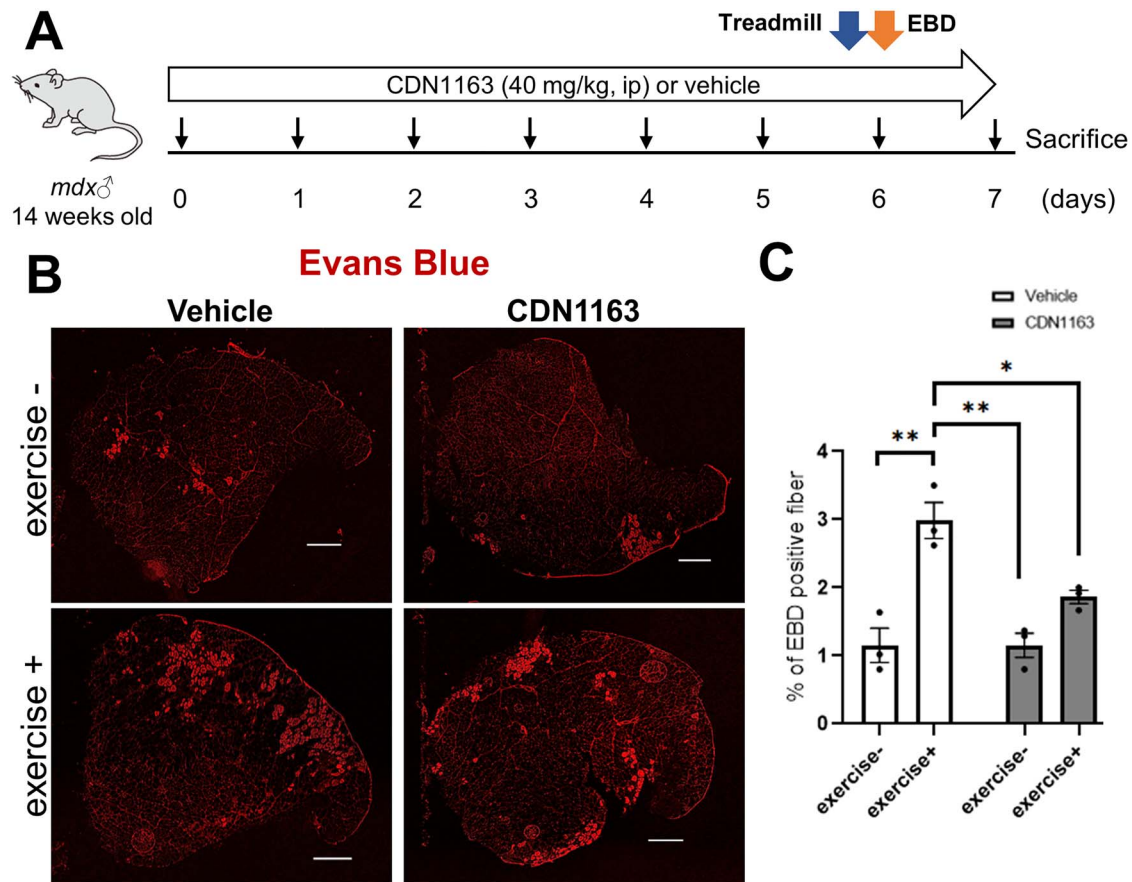 A
Treadmill EBD
CDN1163 (40 mg/kg, ip) or vehicle
Sacrifice
mdx♂
14 weeks old
0 1 2 3 4 5 6 7 (days)
B
Evans Blue
Vehicle CDN1163
exercise -
exercise +
C
Vehicle
CDN1163
*
**
**
% of EBD positive fiber
4
3
2
1
0
exercise- exercise+ exercise- exercise+